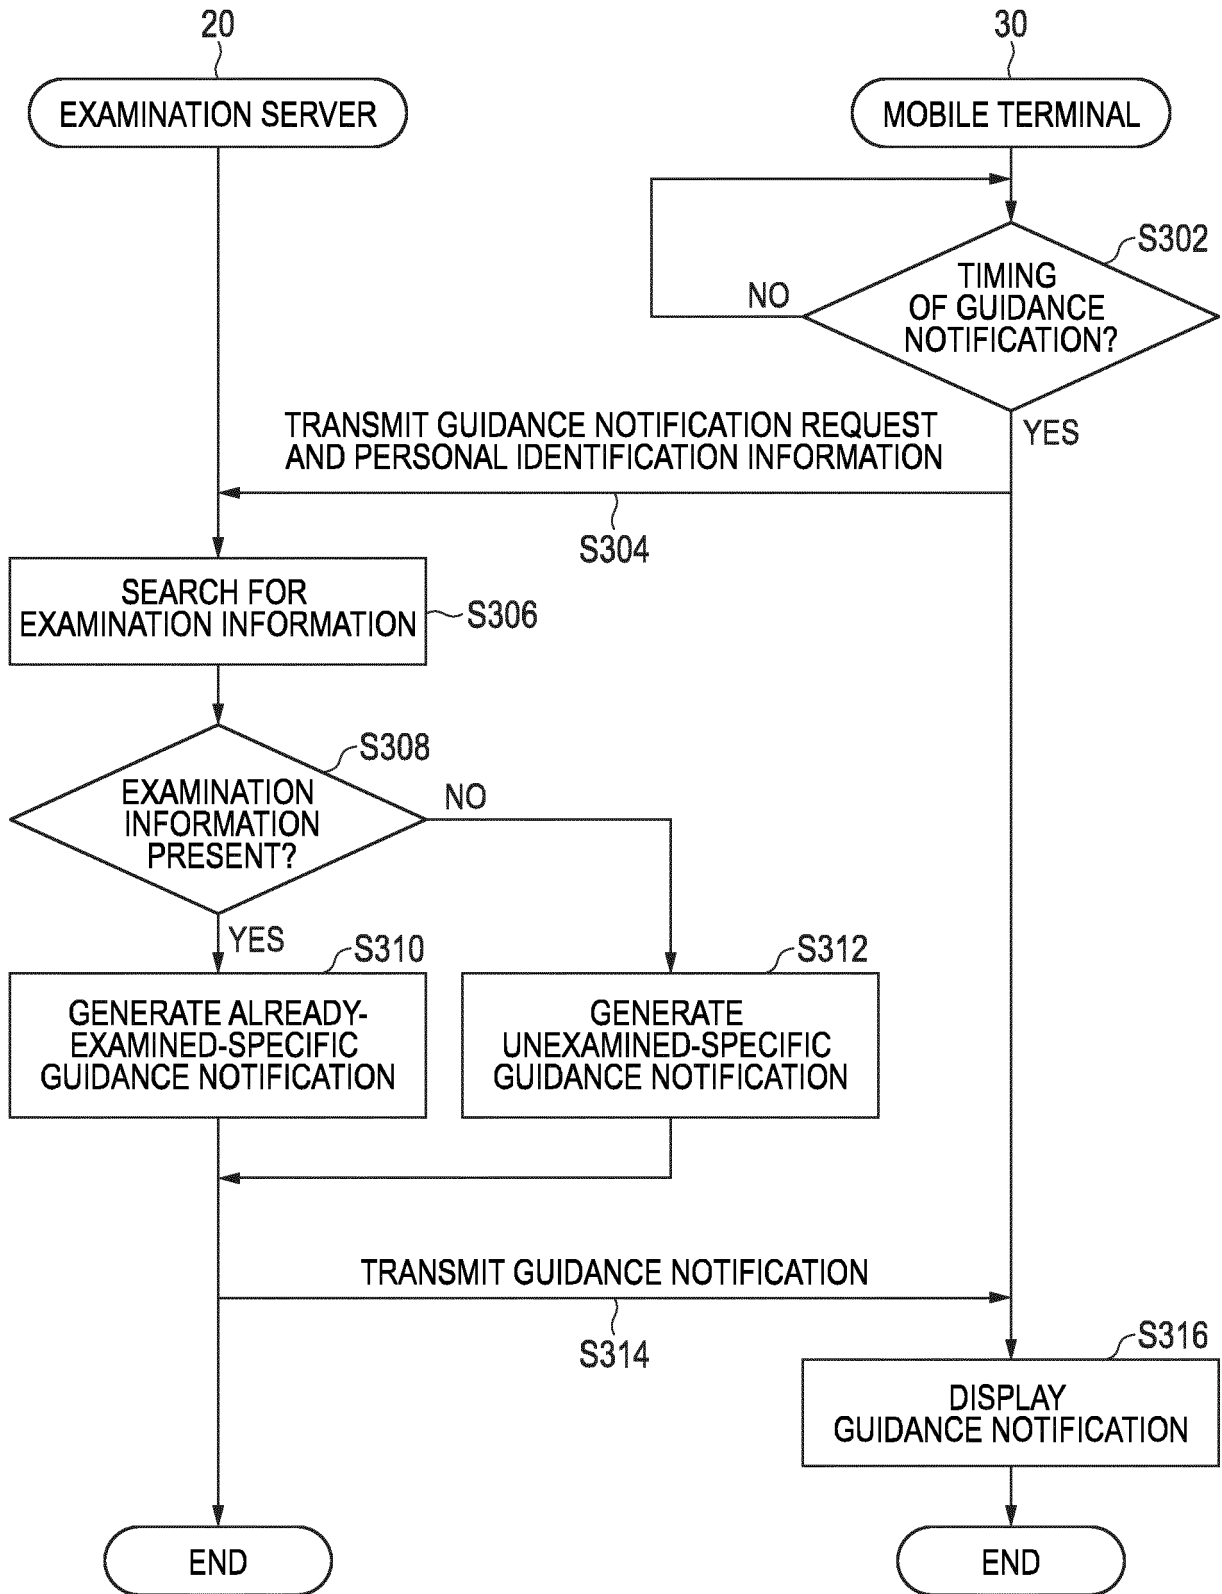 20
30
EXAMINATION SERVER
MOBILE TERMINAL
S302
TIMING
OF GUIDANCE
NOTIFICATION?
NO
YES
TRANSMIT GUIDANCE NOTIFICATION REQUEST
AND PERSONAL IDENTIFICATION INFORMATION
S304
SEARCH FOR
EXAMINATION INFORMATION
S306
S308
EXAMINATION
INFORMATION
PRESENT?
NO
YES
S310
S312
GENERATE ALREADY-
EXAMINED-SPECIFIC
GUIDANCE NOTIFICATION
GENERATE
UNEXAMINED-SPECIFIC
GUIDANCE NOTIFICATION
TRANSMIT GUIDANCE NOTIFICATION
S314
S316
DISPLAY
GUIDANCE NOTIFICATION
END
END